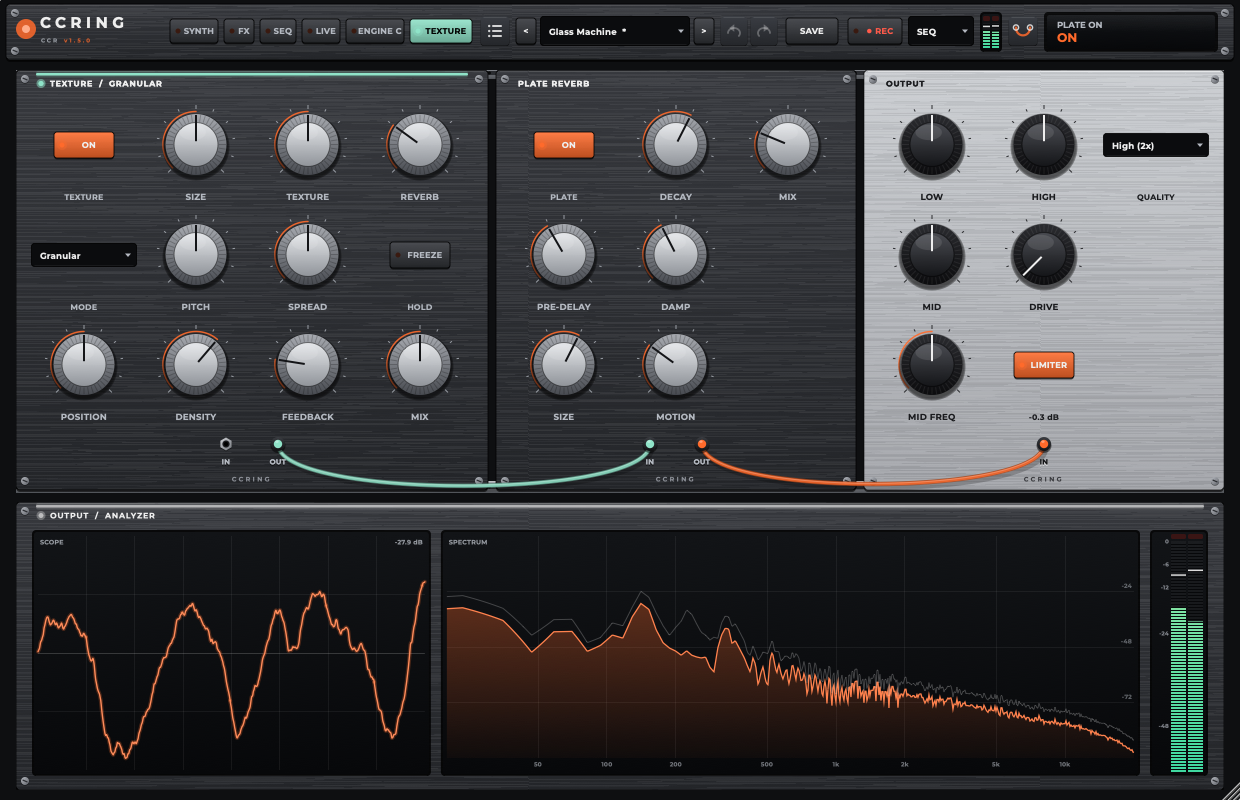 CCRING
CCR V1.5.0
SYNTH FX SEQ LIVE ENGINE C TEXTURE < Glass Machine * > SAVE REC SEQ
PLATE ON
ON
TEXTURE / GRANULAR
ON
TEXTURE SIZE TEXTURE REVERB
Granular FREEZE
MODE PITCH SPREAD HOLD
POSITION DENSITY FEEDBACK MIX
IN OUT
CCRING
PLATE REVERB
ON
PLATE DECAY MIX
PRE-DELAY DAMP
SIZE MOTION
IN OUT
CCRING
OUTPUT
High (2x)
LOW HIGH QUALITY
MID DRIVE
LIMITER
MID FREQ -0.3 dB
IN
CCRING
OUTPUT / ANALYZER
SCOPE -27.9 dB
SPECTRUM
-24
-48
-72
50 100 200 500 1k 2k 5k 10k
0
-6
-12
-24
-48